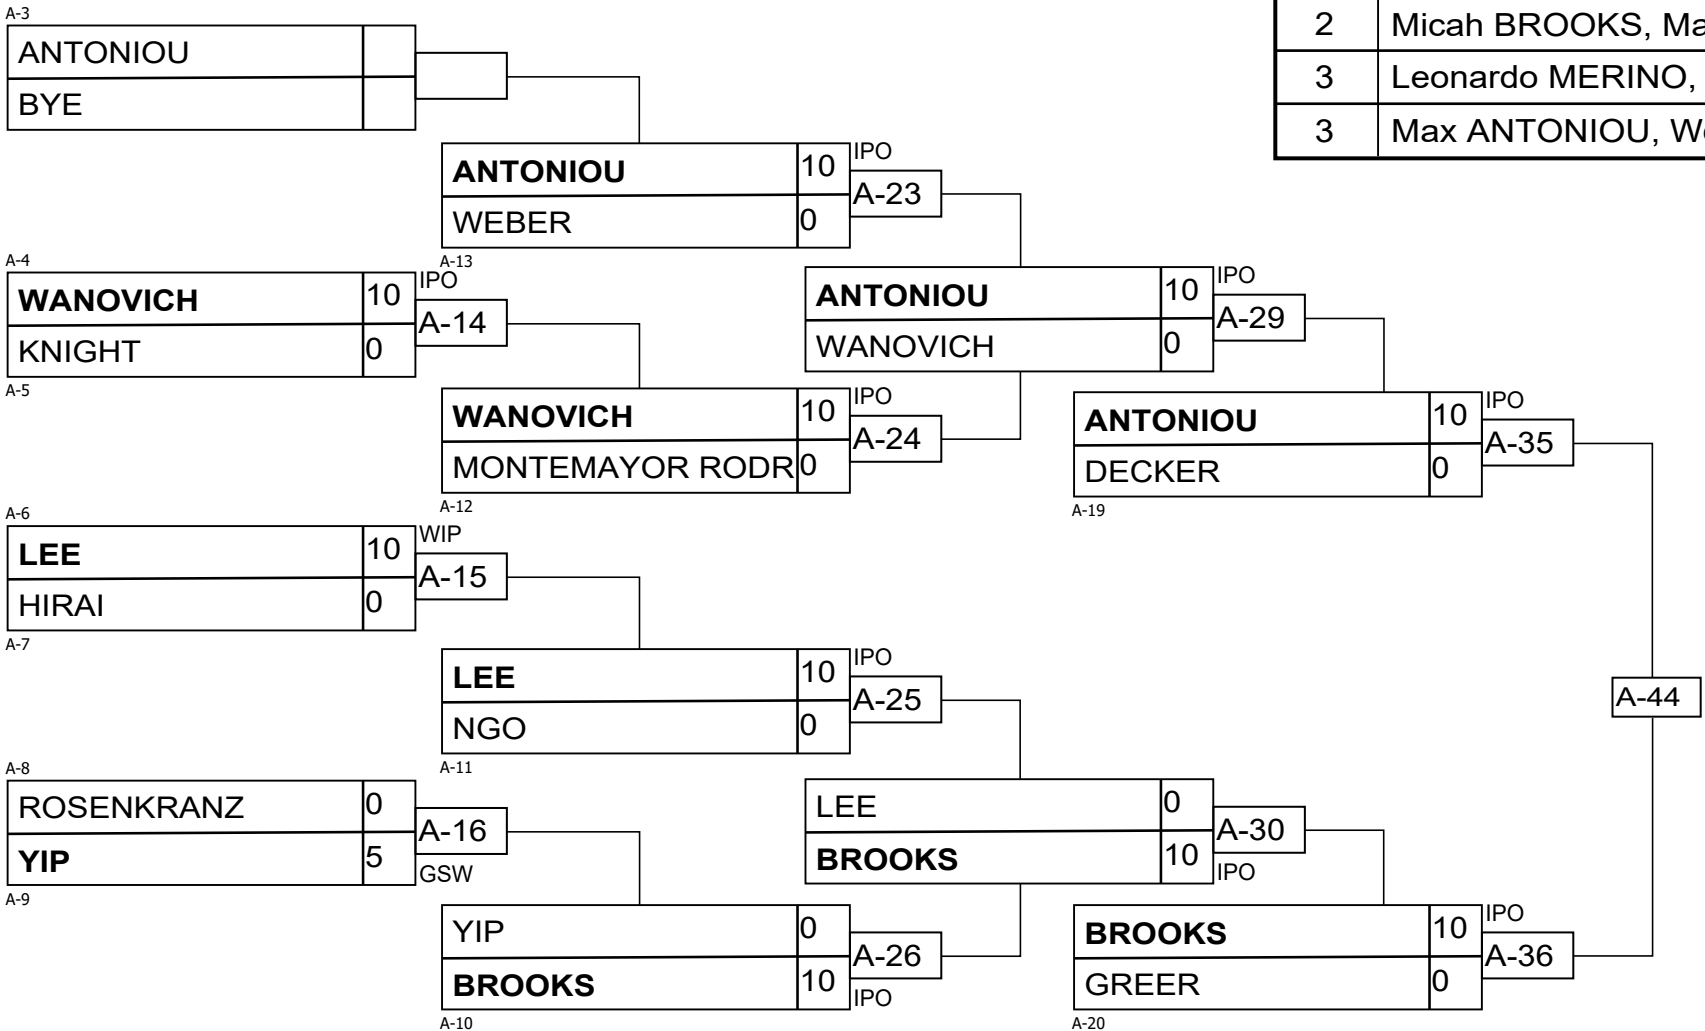 A-3
ANTONIOU
BYE
2 Micah BROOKS,
3 Leonardo MERINO,
3 Max ANTONIOU,
ANTONIOU 10 IPO
A-23
WEBER 0
A-13
A-4
WANOVICH 10 IPO
A-14
KNIGHT 0
A-5
ANTONIOU 10 IPO
A-29
WANOVICH 0
WANOVICH 10 IPO
A-24
MONTEMAYOR RODR 0
A-12
ANTONIOU 10 IPO
A-35
DECKER 0
A-19
A-6
LEE 10 WIP
A-15
HIRAI 0
A-7
LEE 10 IPO
A-25
NGO 0
A-11
A-44
A-8
ROSENKRANZ 0
A-16
YIP 5 GSW
A-9
LEE 0
A-30
BROOKS 10 IPO
YIP 0
A-26
BROOKS 10 IPO
A-10
BROOKS 10 IPO
A-36
GREER 0
A-20